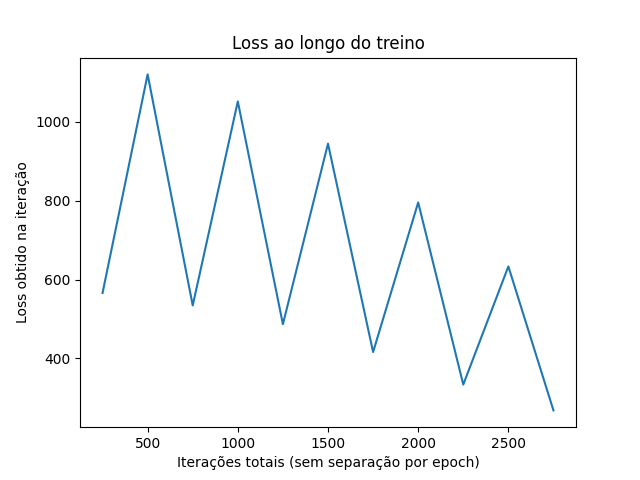 Loss ao longo do treino
Loss obtido na iteração
1000
800
600
400
500 1000 1500 2000 2500
Iterações totais (sem separação por epoch)